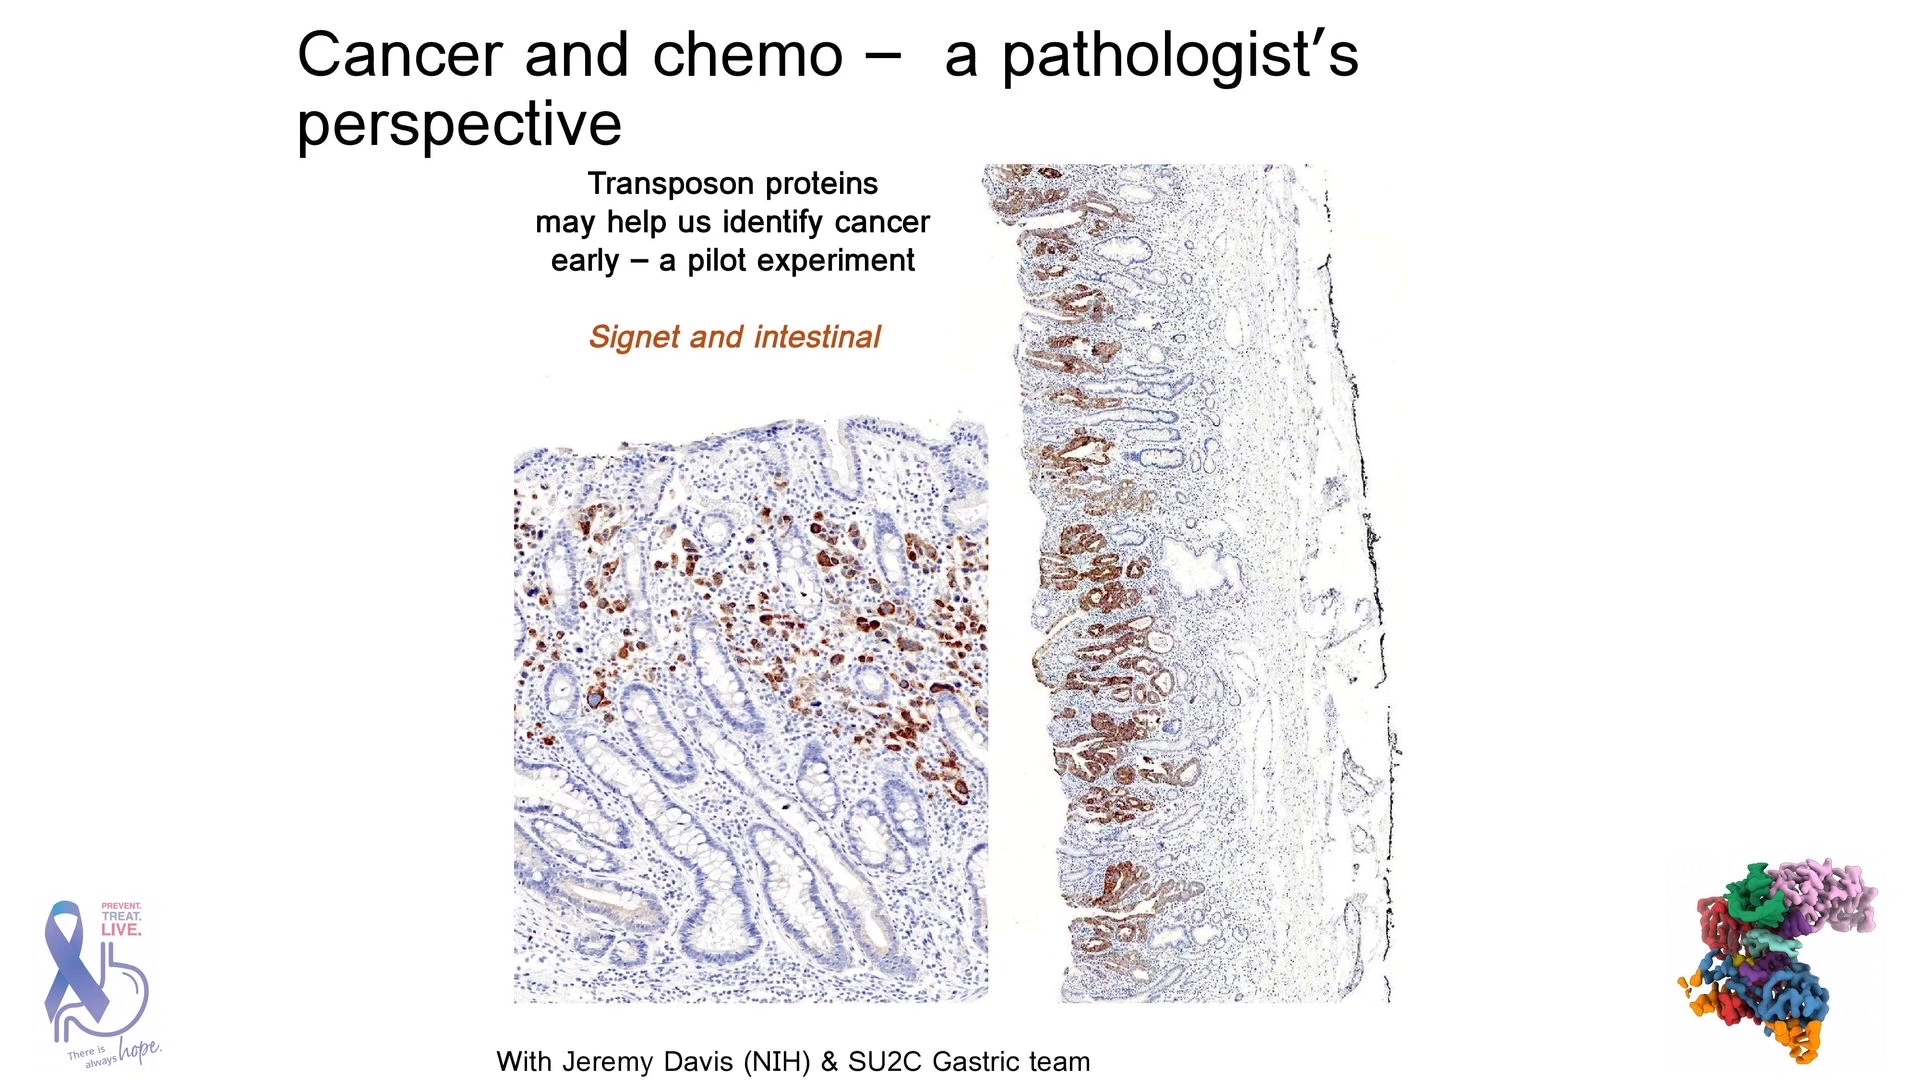 Cancer and chemo –  a pathologist’s
perspective
Transposon proteins
may help us identify cancer
early – a pilot experiment
Signet and intestinal
PREVENT.
TREAT.
LIVE.
There is
always hope.
With Jeremy Davis (NIH) & SU2C Gastric team